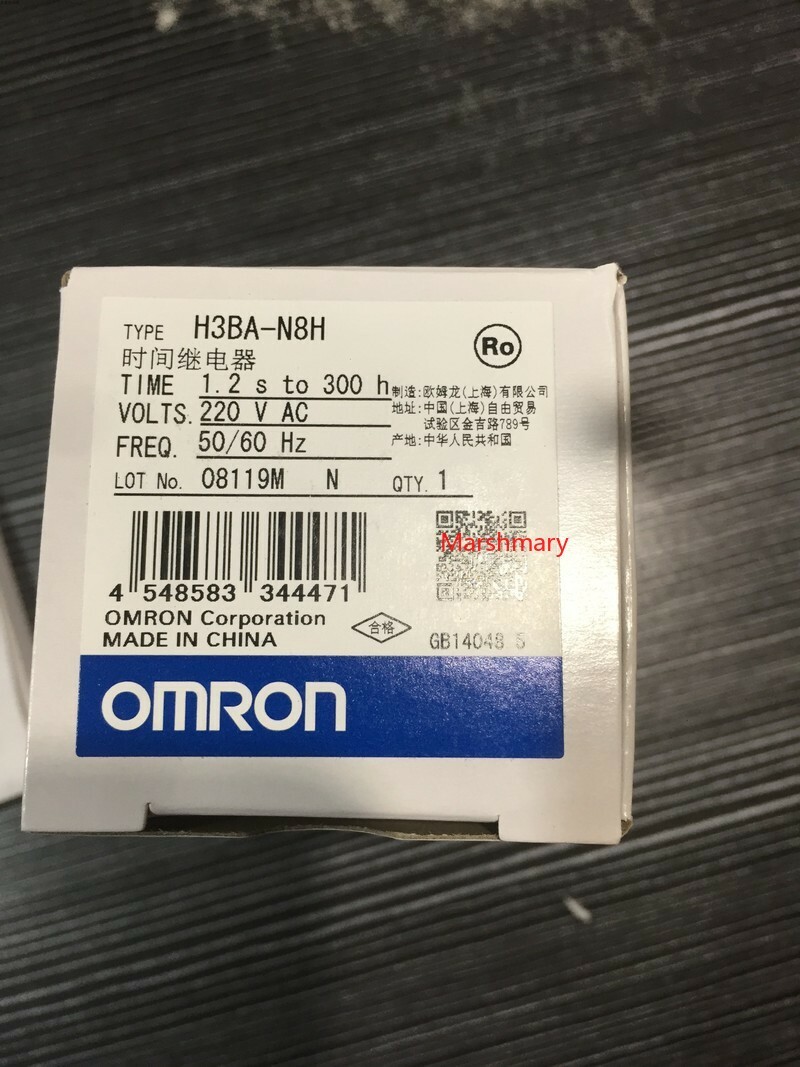 TYPE H3BA-N8H
Ro
时间继电器
TIME 1.2 s to 300 h
VOLTS. 220 V AC
FREQ. 50/60 Hz
制造:欧姆龙(上海)有限公司
地址:中国(上海)自由贸易
试验区金吉路789号
产地:中华人民共和国
LOT No. 08119M N QTY. 1
Marshmary
4 548583 344471
OMRON Corporation
MADE IN CHINA
合格
GB14048 5
OMRON